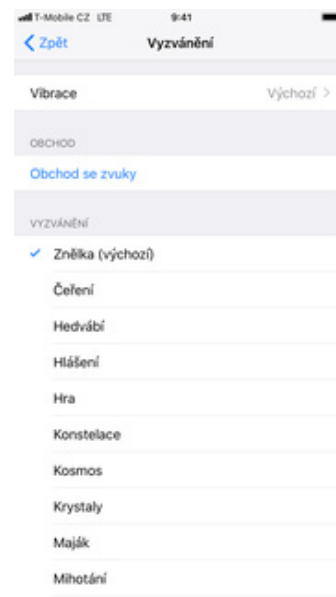 T-Mobile CZ LTE 9:41
Zpět Vyzvánění
Vibrace Výchozí
OBCHOD
Obchod se zvuky
VYZVÁNĚNÍ
Znělka (výchozí)
Čeření
Hedvábí
Hlášení
Hra
Konstelace
Kosmos
Krystaly
Maják
Mihotání